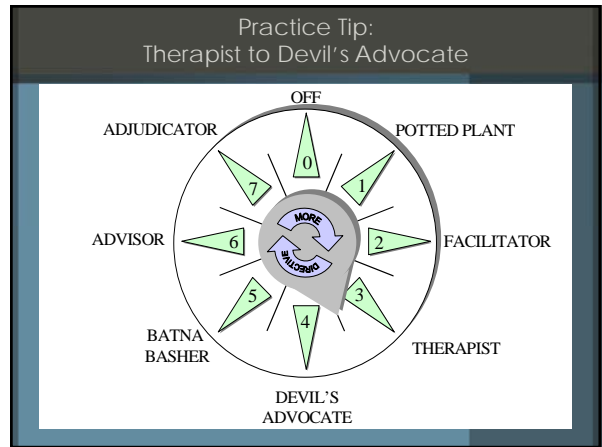 Practice Tip:
Therapist to Devil's Advocate
OFF
ADJUDICATOR
POTTED PLANT
0
7
1
MORE
ADVISOR
6
2
FACILITATOR
DIRECTIVE
5
3
4
BATNA
BASHER
THERAPIST
DEVIL'S
ADVOCATE